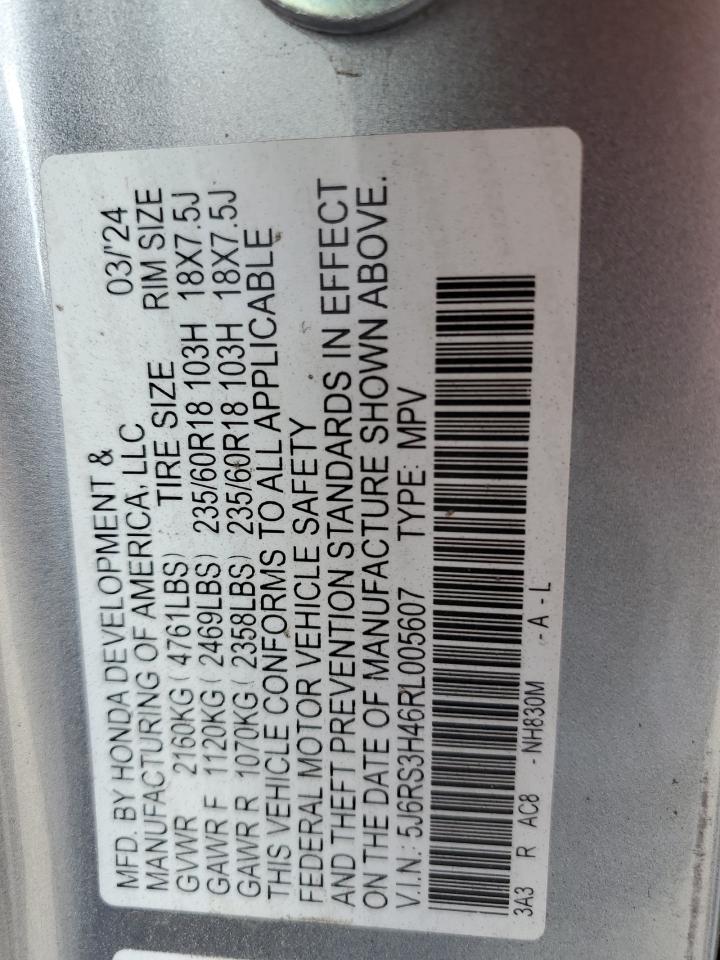 MFD. BY HONDA DEVELOPMENT & 03/'24
MANUFACTURING OF AMERICA, LLC
TIRE SIZE RIM SIZE
GVWR 2160KG (4761LBS)
GAWR F 1120KG (2469LBS) 235/60R18 103H 18X7.5J
GAWR R 1070KG (2358LBS) 235/60R18 103H 18X7.5J
THIS VEHICLE CONFORMS TO ALL APPLICABLE
FEDERAL MOTOR VEHICLE SAFETY
AND THEFT PREVENTION STANDARDS IN EFFECT
ON THE DATE OF MANUFACTURE SHOWN ABOVE.
V.I.N.: 5J6RS3H46RL005607 TYPE: MPV
3A3 R AC8 -NH830M -A-L